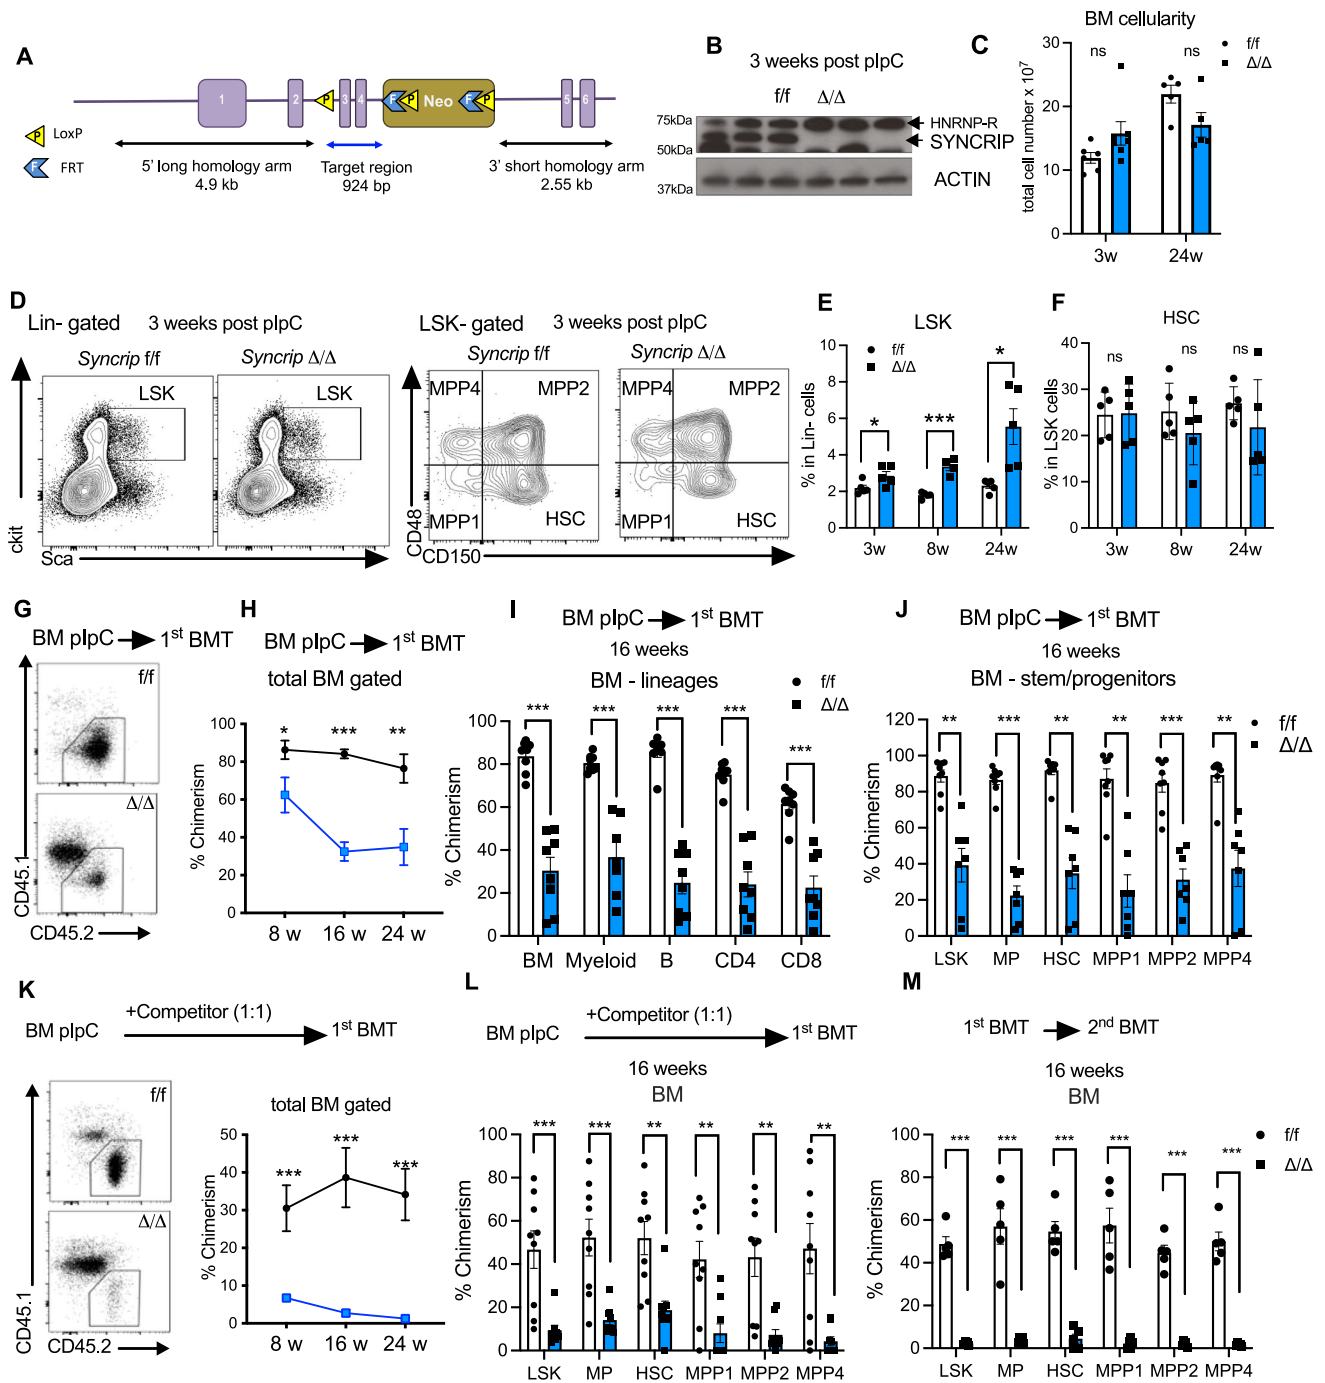 A
1
2
P
3
4
F
P
Neo
F
P
5
6
P
LoxP
F
FRT
5' long homology arm
4.9 kb
Target region
924 bp
3' short homology arm
2.55 kb
B
3 weeks post pIpC
f/f
Δ/Δ
75kDa
50kDa
37kDa
HNRNP-R
SYNCRIP
ACTIN
C
BM cellularity
total cell number x 10^7
30
20
10
0
ns
ns
f/f
Δ/Δ
3w
24w
D
Lin- gated
3 weeks post pIpC
Syncrip f/f
Syncrip Δ/Δ
LSK
LSK
ckit
Sca
LSK- gated
3 weeks post pIpC
Syncrip f/f
Syncrip Δ/Δ
MPP4
MPP2
MPP2
MPP4
MPP1
HSC
MPP1
HSC
CD48
CD150
E
LSK
f/f
Δ/Δ
% in Lin- cells
10
8
6
4
2
0
*
***
*
3w
8w
24w
F
HSC
% in LSK cells
40
30
20
10
0
ns
ns
ns
3w
8w
24w
G
BM pIpC
1st BMT
f/f
Δ/Δ
CD45.1
CD45.2
H
BM pIpC
1st BMT
total BM gated
% Chimerism
100
80
60
40
20
0
*
***
**
8 w
16 w
24 w
I
BM pIpC
1st BMT
16 weeks
BM - lineages
f/f
Δ/Δ
% Chimerism
100
80
60
40
20
0
***
***
***
***
***
BM
Myeloid
B
CD4
CD8
J
BM pIpC
1st BMT
16 weeks
BM - stem/progenitors
f/f
Δ/Δ
% Chimerism
120
100
80
60
40
20
0
**
***
**
**
***
**
LSK
MP
HSC
MPP1
MPP2
MPP4
K
BM pIpC
+Competitor (1:1)
1st BMT
f/f
Δ/Δ
CD45.1
CD45.2
total BM gated
% Chimerism
50
40
30
20
10
0
***
***
***
8 w
16 w
24 w
L
BM pIpC
+Competitor (1:1)
1st BMT
16 weeks
BM
% Chimerism
100
80
60
40
20
0
***
***
**
**
**
**
LSK
MP
HSC
MPP1
MPP2
MPP4
M
1st BMT
2nd BMT
16 weeks
BM
f/f
Δ/Δ
% Chimerism
100
80
60
40
20
0
***
***
***
***
***
***
LSK
MP
HSC
MPP1
MPP2
MPP4